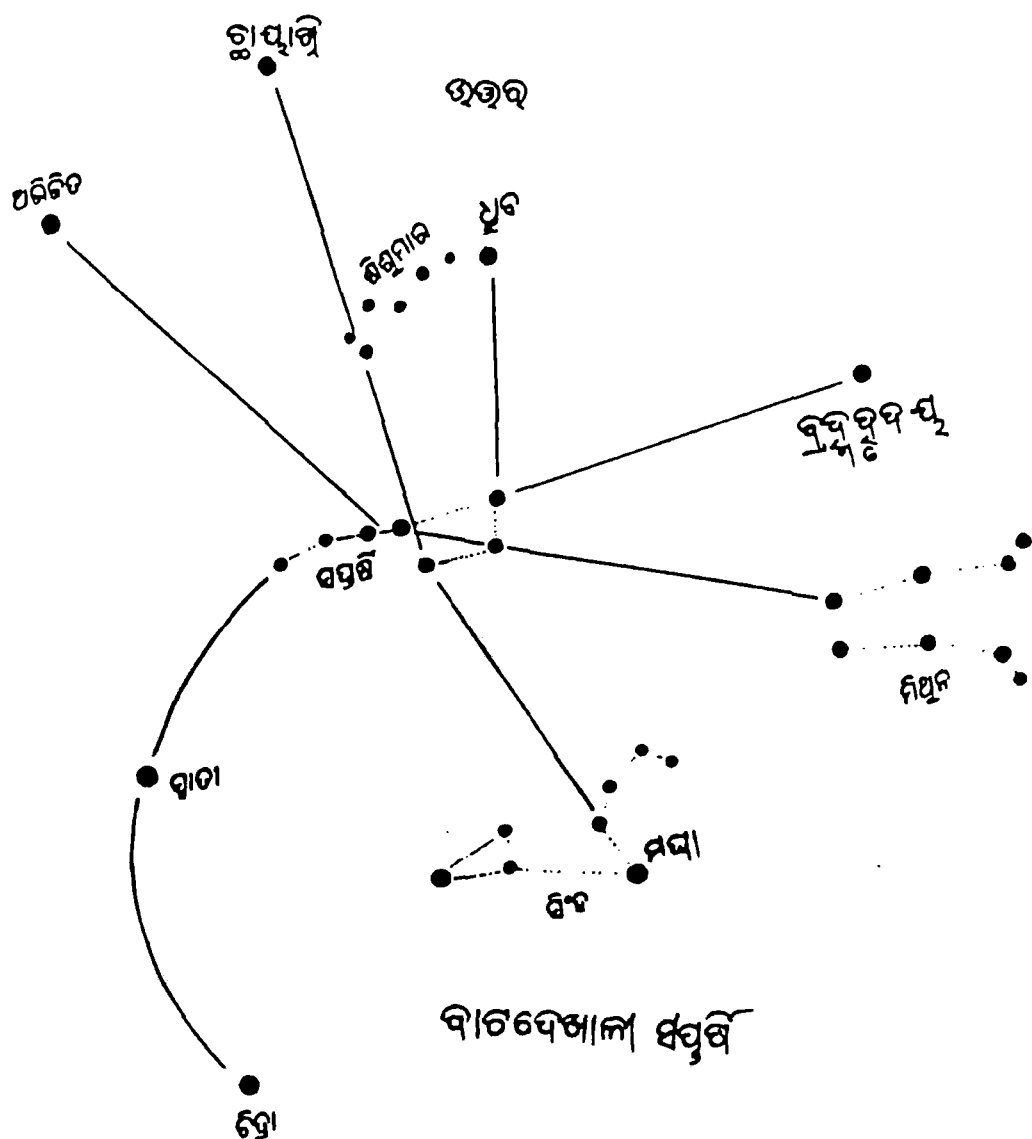 ଛାୟାଗ୍ନି
ଉତ୍ତର
ଅଭିଜିତ
ଶିଶୁମାର
ଧ୍ରୁବ
ବ୍ରହ୍ମହୃଦୟ
ସପ୍ତର୍ଷି
ମିଥୁନ
ସ୍ଵାତୀ
ମଘା
ସିଂହ
ବାଟଦେଖାଳୀ ସପ୍ତର୍ଷି
ଚିତ୍ରା